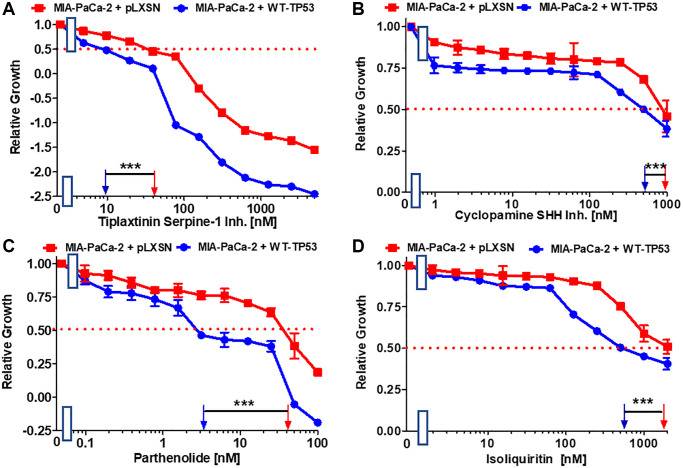 A
MIA-PaCa-2 + pLXSN
MIA-PaCa-2 + WT-TP53
Relative Growth
1.0
0.5
0.0
-0.5
-1.0
-1.5
-2.0
-2.5
***
10
100
1000
Tiplaxtinin Serpine-1 Inh. [nM]
B
MIA-PaCa-2 + pLXSN
MIA-PaCa-2 + WT-TP53
Relative Growth
1.00
0.75
0.50
0.25
0.00
***
1
10
100
1000
Cyclopamine SHH Inh. [nM]
C
MIA-PaCa-2 + pLXSN
MIA-PaCa-2 + WT-TP53
Relative Growth
1.00
0.75
0.50
0.25
0.00
-0.25
***
0.1
1
10
100
Parthenolide [nM]
D
MIA-PaCa-2 + pLXSN
MIA-PaCa-2 + WT-TP53
Relative Growth
1.00
0.75
0.50
0.25
0.00
***
10
100
1000
Isoliquiritin [nM]